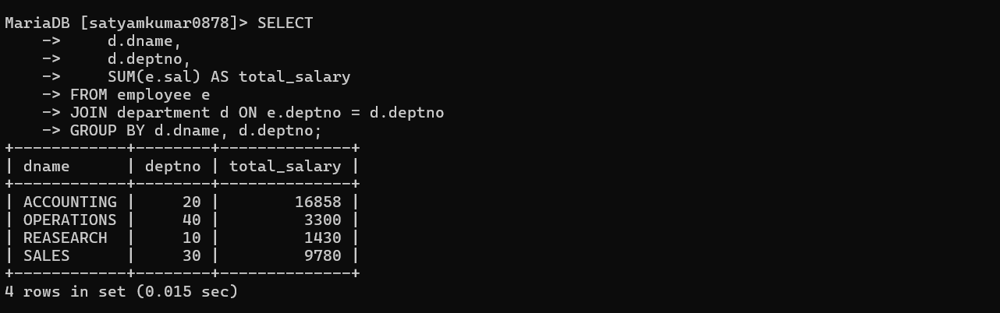 MariaDB [satyamkumar0878]> SELECT
    ->     d.dname,
    ->     d.deptno,
    ->     SUM(e.sal) AS total_salary
    -> FROM employee e
    -> JOIN department d ON e.deptno = d.deptno
    -> GROUP BY d.dname, d.deptno;
+------------+--------+--------------+
| dname      | deptno | total_salary |
+------------+--------+--------------+
| ACCOUNTING |     20 |        16858 |
| OPERATIONS |     40 |         3300 |
| REASEARCH  |     10 |         1430 |
| SALES      |     30 |         9780 |
+------------+--------+--------------+
4 rows in set (0.015 sec)